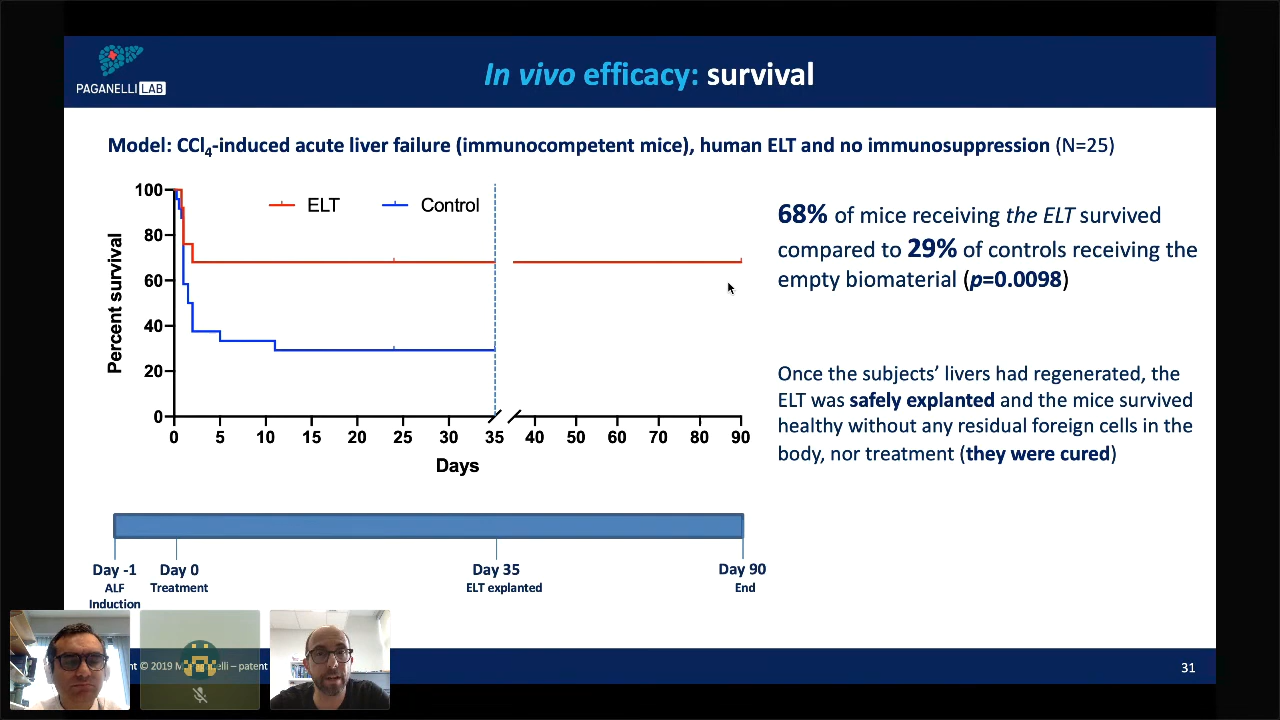 PAGANELLI LAB
In vivo efficacy: survival
Model: CCl4-induced acute liver failure (immunocompetent mice), human ELT and no immunosuppression (N=25)
100
80
60
40
20
0
Percent survival
ELT
Control
0 5 10 15 20 25 30 35 40 50 60 70 80 90
Days
68% of mice receiving the ELT survived
compared to 29% of controls receiving the
empty biomaterial (p=0.0098)
Once the subjects' livers had regenerated, the
ELT was safely explanted and the mice survived
healthy without any residual foreign cells in the
body, nor treatment (they were cured)
Day -1
ALF
Induction
Day 0
Treatment
Day 35
ELT explanted
Day 90
End
© 2019 – patent
31